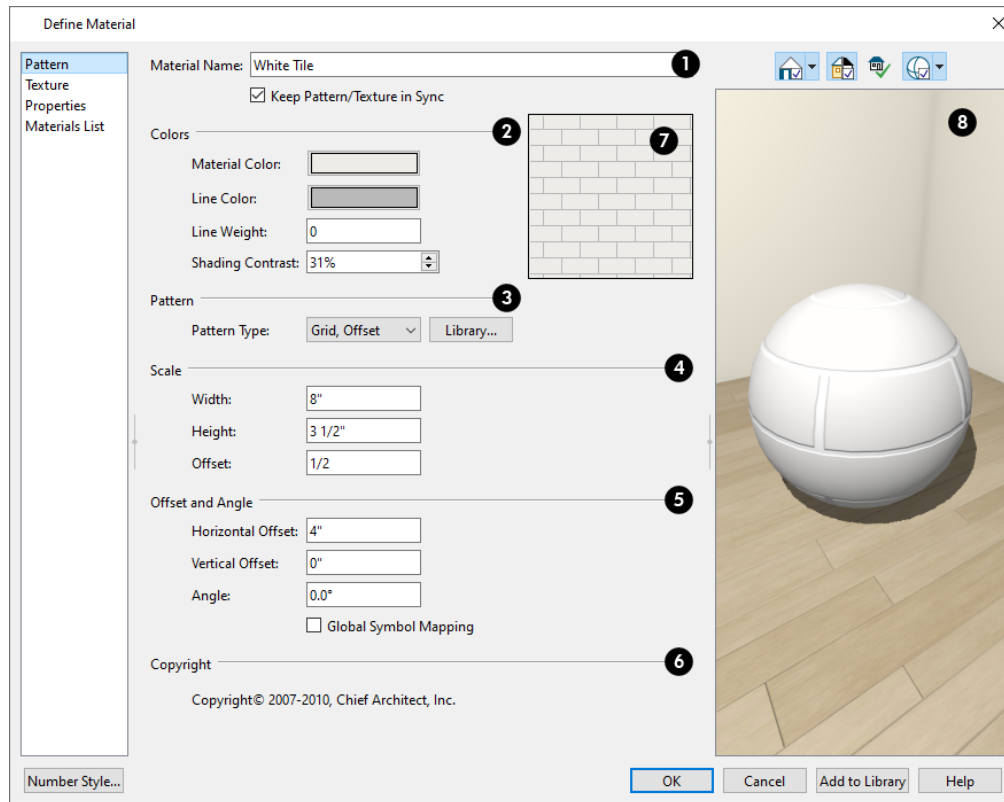 Define Material
Pattern
Texture
Properties
Materials List
Material Name: White Tile
1
Keep Pattern/Texture in Sync
Colors
2
Material Color:
Line Color:
Line Weight: 0
Shading Contrast: 31%
7
Pattern
3
Pattern Type: Grid, Offset Library...
Scale
4
Width: 8"
Height: 3 1/2"
Offset: 1/2
Offset and Angle
5
Horizontal Offset: 4"
Vertical Offset: 0"
Angle: 0.0°
Global Symbol Mapping
Copyright
6
Copyright© 2007-2010, Chief Architect, Inc.
8
Number Style... OK Cancel Add to Library Help